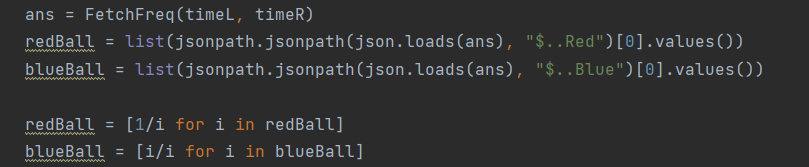 ans = FetchFreq(timeL, timeR)
redBall = list(jsonpath.jsonpath(json.loads(ans), "$..Red")[0].values())
blueBall = list(jsonpath.jsonpath(json.loads(ans), "$..Blue")[0].values())
redBall = [1/i for i in redBall]
blueBall = [i/i for i in blueBall]